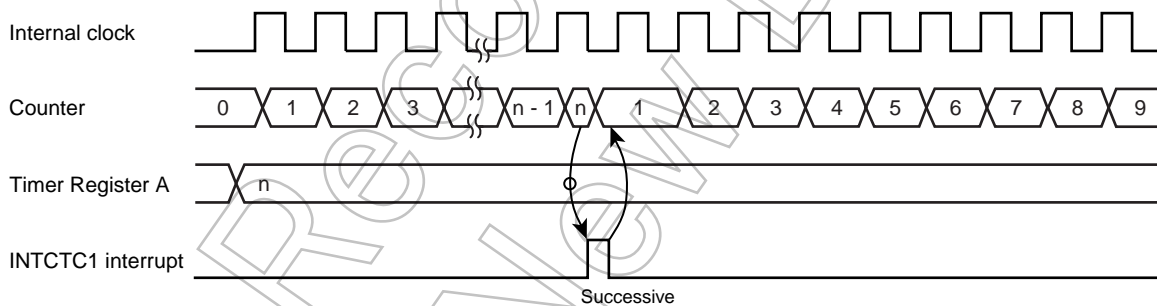 Internal clock
Counter 0 1 2 3 n - 1 n 1 2 3 4 5 6 7 8 9
Timer Register A n
INTCTC1 interrupt
Successive